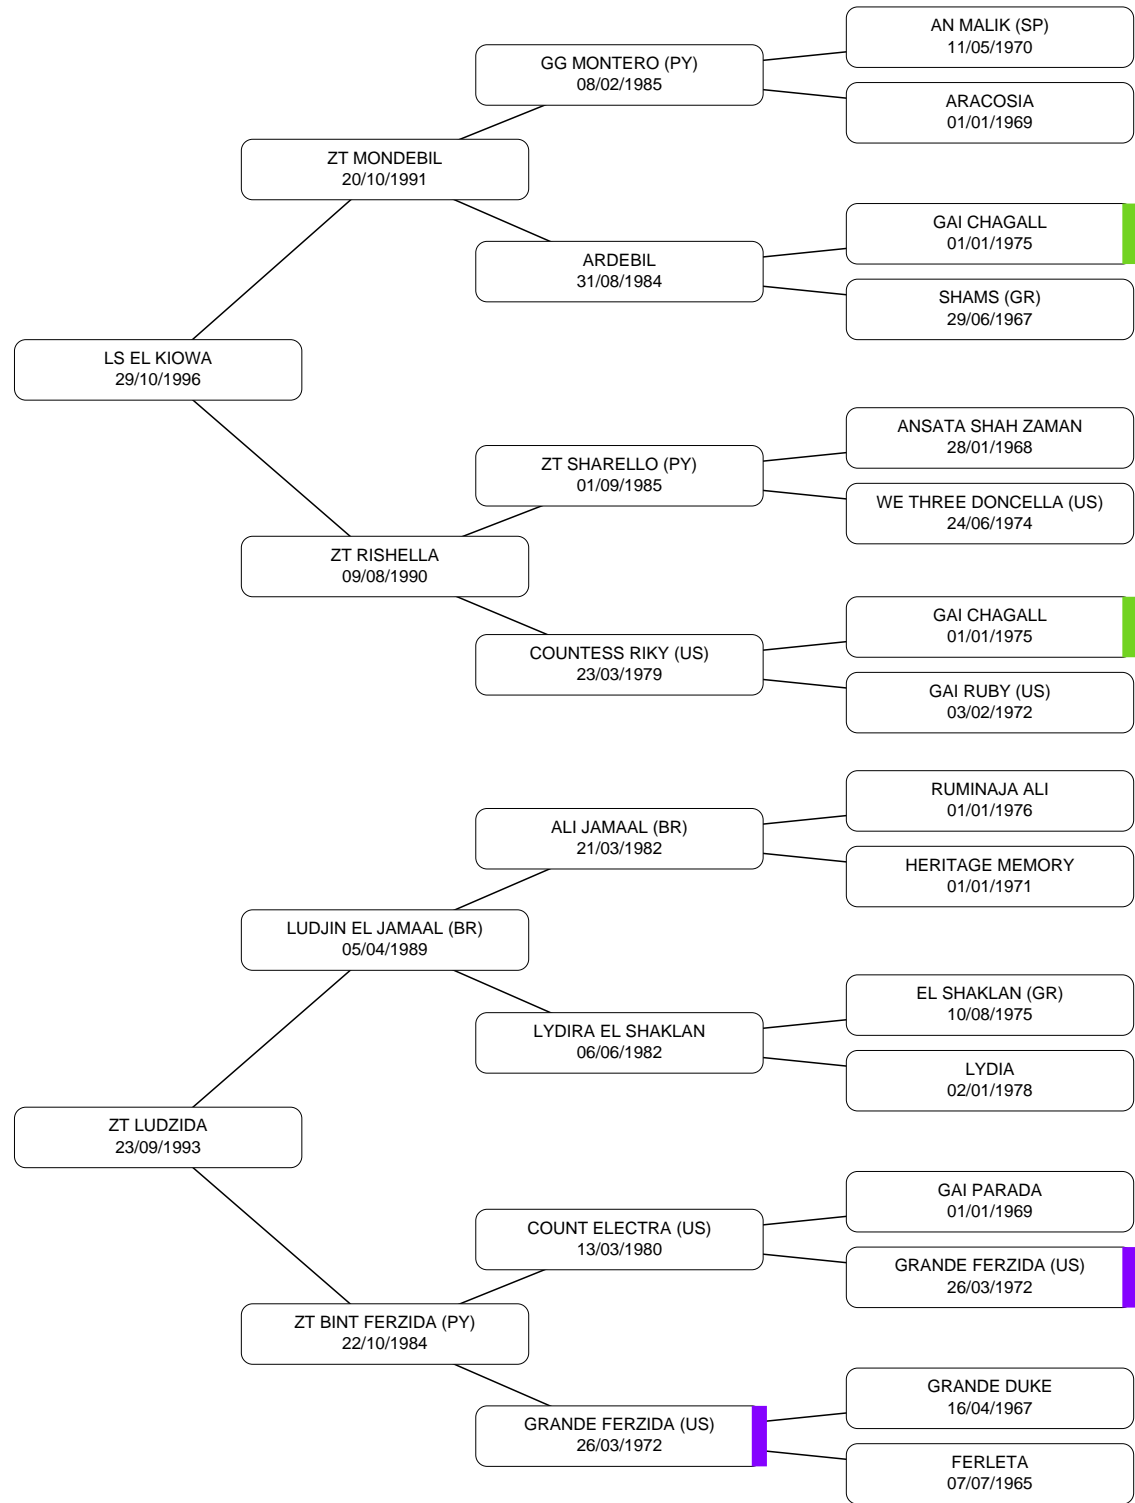 AN MALIK (SP)
11/05/1970
GG MONTERO (PY)
08/02/1985
ARACOSIA
01/01/1969
ZT MONDEBIL
20/10/1991
GAI CHAGALL
01/01/1975
ARDEBIL
31/08/1984
SHAMS (GR)
29/06/1967
LS EL KIOWA
29/10/1996
ANSATA SHAH ZAMAN
28/01/1968
ZT SHARELLO (PY)
01/09/1985
WE THREE DONCELLA (US)
24/06/1974
ZT RISHELLA
09/08/1990
GAI CHAGALL
01/01/1975
COUNTESS RIKY (US)
23/03/1979
GAI RUBY (US)
03/02/1972
RUMINAJA ALI
01/01/1976
ALI JAMAAL (BR)
21/03/1982
HERITAGE MEMORY
01/01/1971
LUDJIN EL JAMAAL (BR)
05/04/1989
EL SHAKLAN (GR)
10/08/1975
LYDIRA EL SHAKLAN
06/06/1982
LYDIA
02/01/1978
ZT LUDZIDA
23/09/1993
GAI PARADA
01/01/1969
COUNT ELECTRA (US)
13/03/1980
GRANDE FERZIDA (US)
26/03/1972
ZT BINT FERZIDA (PY)
22/10/1984
GRANDE DUKE
16/04/1967
GRANDE FERZIDA (US)
26/03/1972
FERLETA
07/07/1965